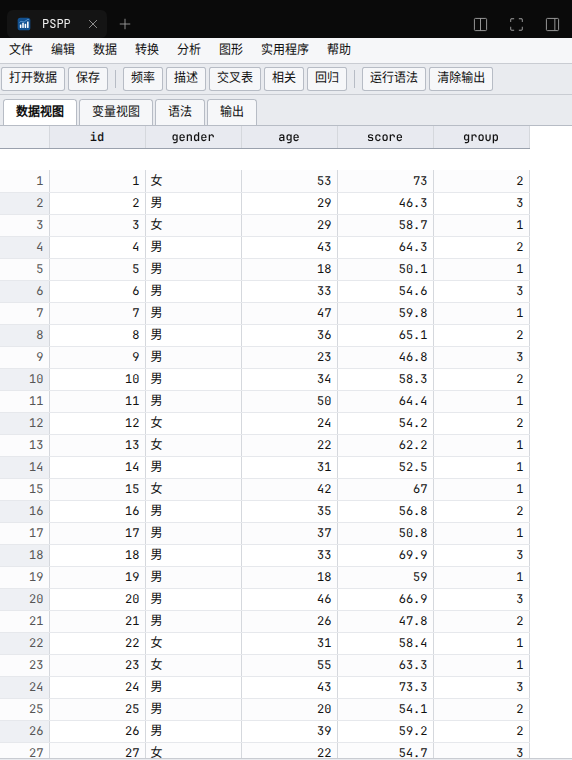 PSPP
文件 编辑 数据 转换 分析 图形 实用程序 帮助
打开数据 保存 频率 描述 交叉表 相关 回归 运行语法 清除输出
数据视图 变量视图 语法 输出
id gender age score group
1 1 女 53 73 2
2 2 男 29 46.3 3
3 3 女 29 58.7 1
4 4 男 43 64.3 2
5 5 男 18 50.1 1
6 6 男 33 54.6 3
7 7 男 47 59.8 1
8 8 男 36 65.1 2
9 9 男 23 46.8 3
10 10 男 34 58.3 2
11 11 男 50 64.4 1
12 12 女 24 54.2 2
13 13 女 22 62.2 1
14 14 男 31 52.5 1
15 15 女 42 67 1
16 16 男 35 56.8 2
17 17 男 37 50.8 1
18 18 男 33 69.9 3
19 19 男 18 59 1
20 20 男 46 66.9 3
21 21 男 26 47.8 2
22 22 女 31 58.4 1
23 23 女 55 63.3 1
24 24 男 43 73.3 3
25 25 男 20 54.1 2
26 26 男 39 59.2 2
27 27 女 22 54.7 3